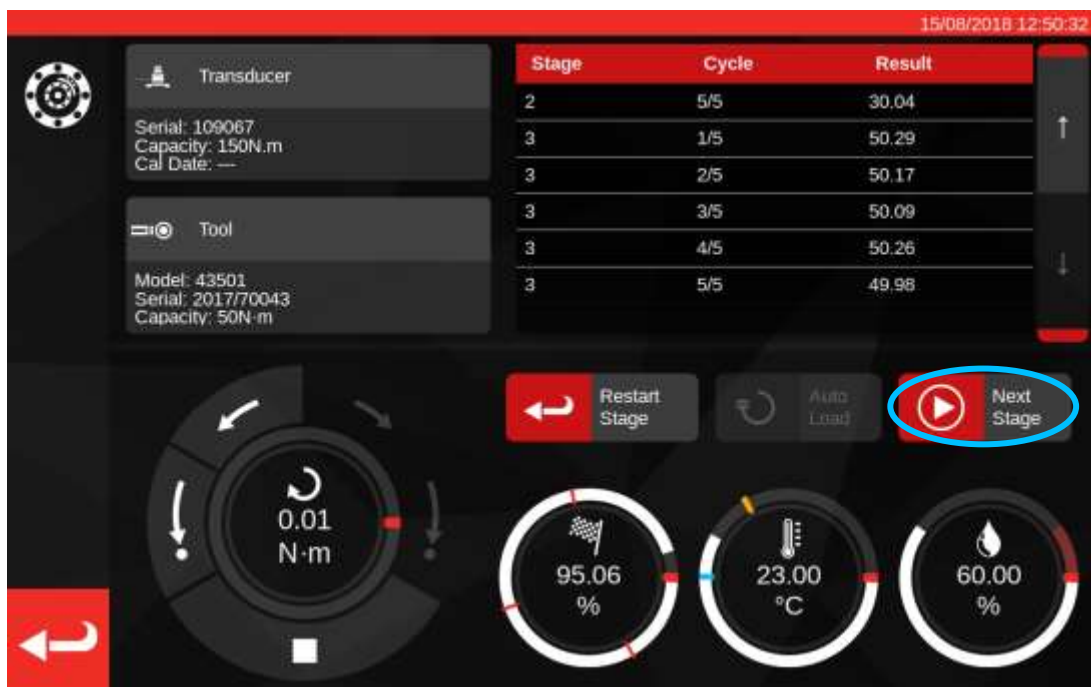 15/08/2018 12:50:32
Transducer
Serial: 109067
Capacity: 150N.m
Cal Date: ---
Tool
Model: 43501
Serial: 2017/70043
Capacity: 50N·m
Stage Cycle Result
2 5/5 30.04
3 1/5 50.29
3 2/5 50.17
3 3/5 50.09
3 4/5 50.26
3 5/5 49.98
Restart
Stage
Auto
Load
Next
Stage
0.01
N·m
95.06
%
23.00
°C
60.00
%